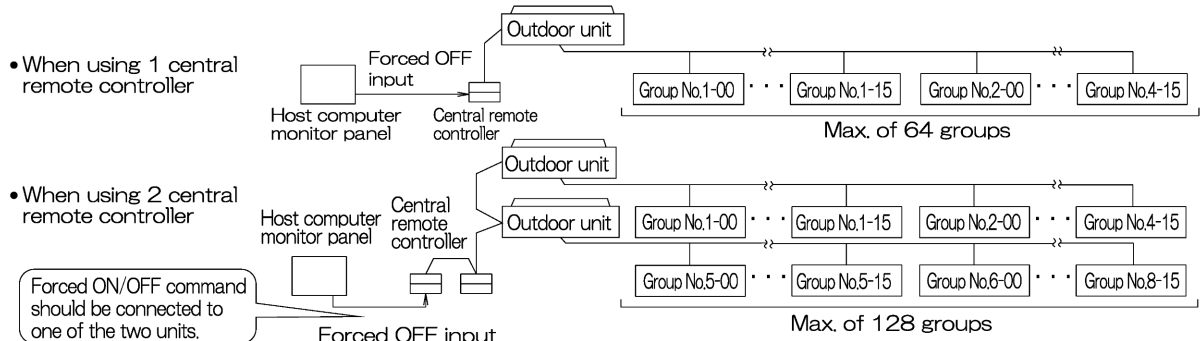 Outdoor unit
• When using 1 central
remote controller
Forced OFF
input
Host computer
monitor panel
Central remote
controller
Group No.1-00 · · · Group No.1-15 Group No.2-00 · · · Group No.4-15
Max. of 64 groups
• When using 2 central
remote controller
Outdoor unit
Host computer
monitor panel
Central
remote
controller
Outdoor unit
Group No.1-00 · · · Group No.1-15 Group No.2-00 · · · Group No.4-15
Group No.5-00 · · · Group No.5-15 Group No.6-00 · · · Group No.8-15
Forced ON/OFF command
should be connected to
one of the two units.
Forced OFF input
Max. of 128 groups